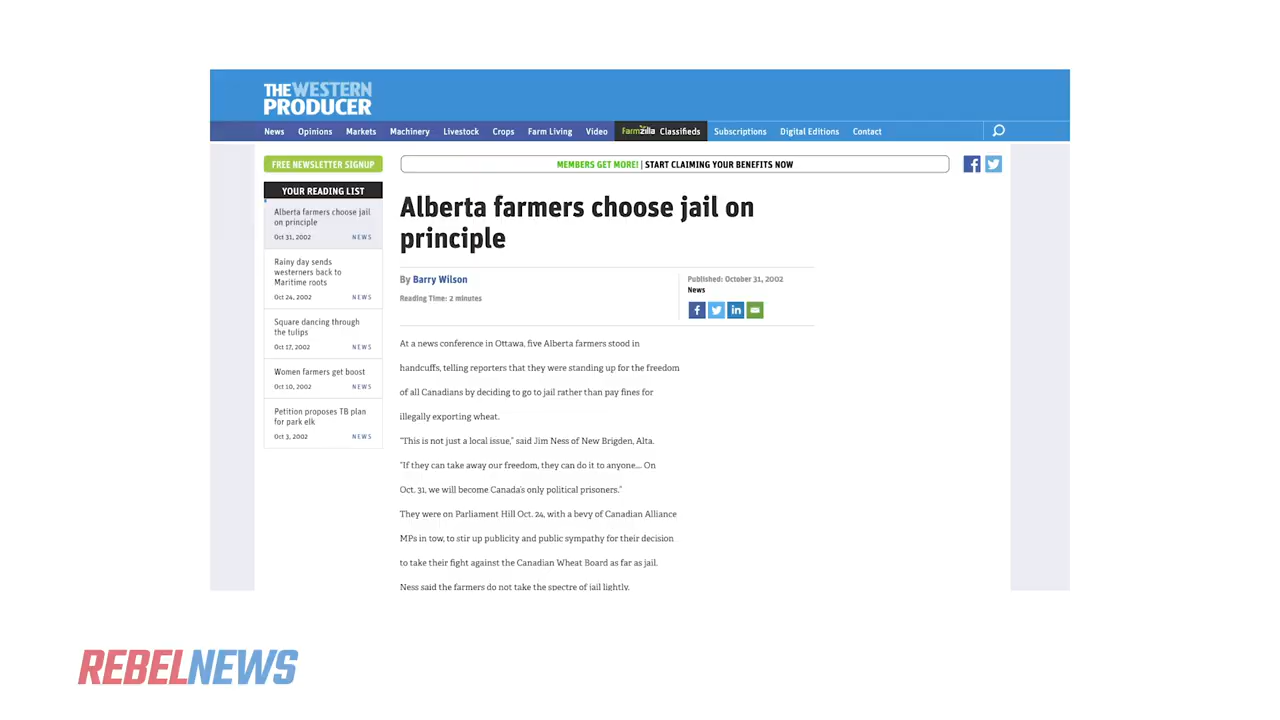 THE WESTERN
PRODUCER
News Opinions Markets Machinery Livestock Crops Farm Living Video Farmzilla Classifieds Subscriptions Digital Editions Contact
FREE NEWSLETTER SIGNUP
MEMBERS GET MORE! | START CLAIMING YOUR BENEFITS NOW
YOUR READING LIST
Alberta farmers choose jail
on principle
Oct 31, 2002 NEWS
Rainy day sends
westerners back to
Maritime roots
Oct 24, 2002 NEWS
Square dancing through
the tulips
Oct 17, 2002 NEWS
Women farmers get boost
Oct 10, 2002 NEWS
Petition proposes TB plan
for park elk
Oct 3, 2002 NEWS
Alberta farmers choose jail on
principle
By Barry Wilson
Reading Time: 2 minutes
Published: October 31, 2002
News
At a news conference in Ottawa, five Alberta farmers stood in
handcuffs, telling reporters that they were standing up for the freedom
of all Canadians by deciding to go to jail rather than pay fines for
illegally exporting wheat.
"This is not just a local issue," said Jim Ness of New Brigden, Alta.
"If they can take away our freedom, they can do it to anyone.... On
Oct. 31, we will become Canada's only political prisoners."
They were on Parliament Hill Oct. 24, with a bevy of Canadian Alliance
MPs in tow, to stir up publicity and public sympathy for their decision
to take their fight against the Canadian Wheat Board as far as jail.
Ness said the farmers do not take the spectre of jail lightly.
REBELNEWS